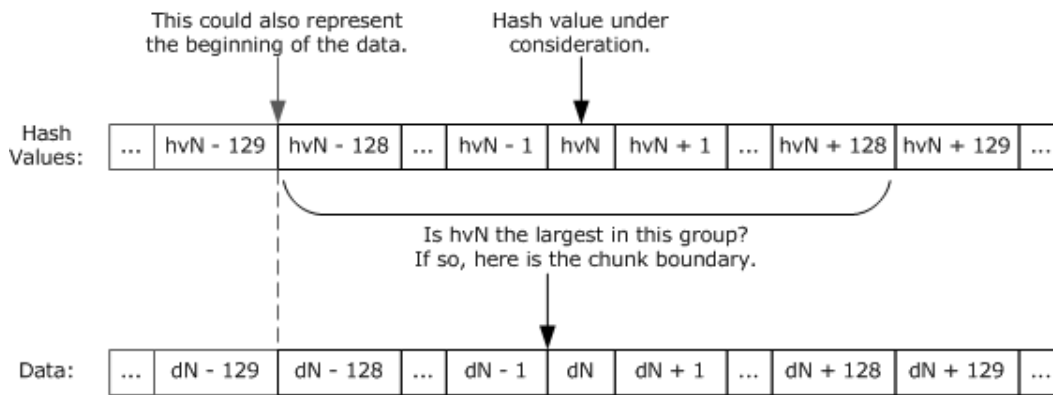 This could also represent
the beginning of the data.
Hash value under
consideration.
Hash
Values:
... hvN - 129 hvN - 128 ... hvN - 1 hvN hvN + 1 ... hvN + 128 hvN + 129 ...
Is hvN the largest in this group?
If so, here is the chunk boundary.
Data: ... dN - 129 dN - 128 ... dN - 1 dN dN + 1 ... dN + 128 dN + 129 ...